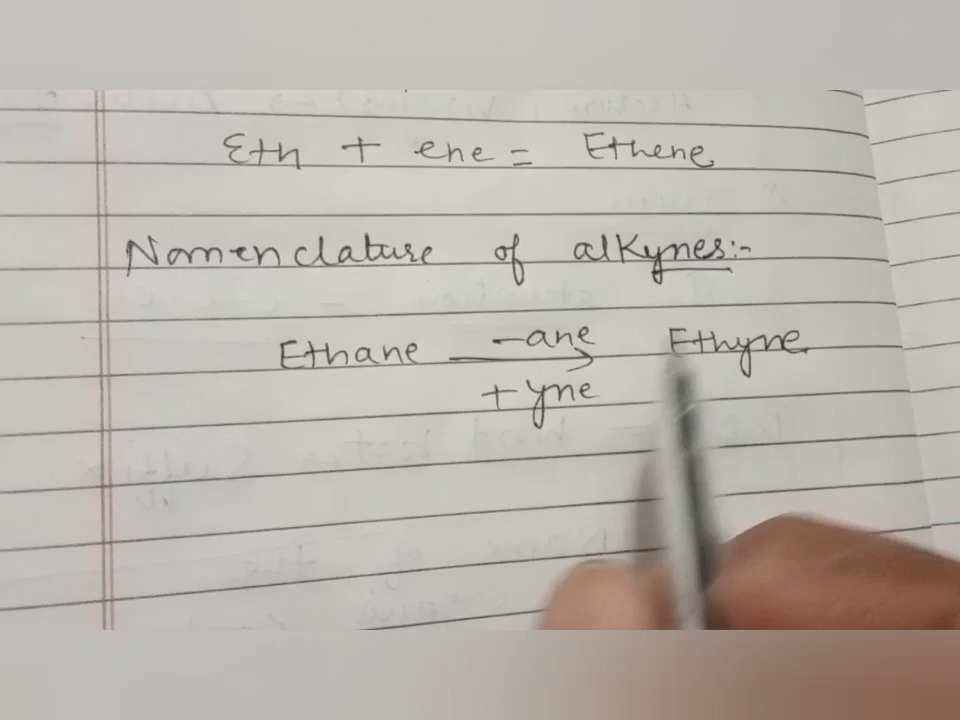 Eth + ene = Ethene
Nomenclature of alkynes:-
Ethane -ane Ethyne
+ yne